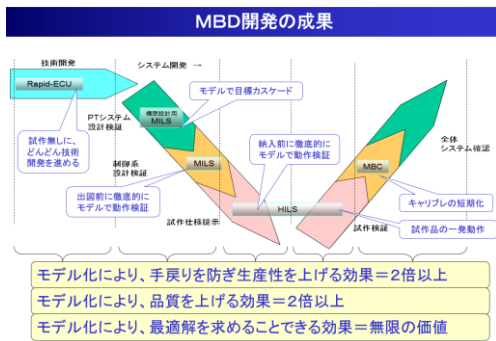 MBD開発の成果
技術開発
システム開発 →
Rapid-ECU
モデルで目標カスケード
PTシステム
設計検証
構想設計用
MILS
試作無しに、
どんどん技術
開発を進める
納入前に徹底的に
モデルで動作検証
全体
システム確認
制御系
設計検証
MILS
MBC
出図前に徹底的に
モデルで動作検証
キャリブレの短期化
HILS
試作仕様提示
試作検証
試作品の一発動作
モデル化により、手戻りを防ぎ生産性を上げる効果＝2倍以上
モデル化により、品質を上げる効果＝2倍以上
モデル化により、最適解を求めることできる効果＝無限の価値